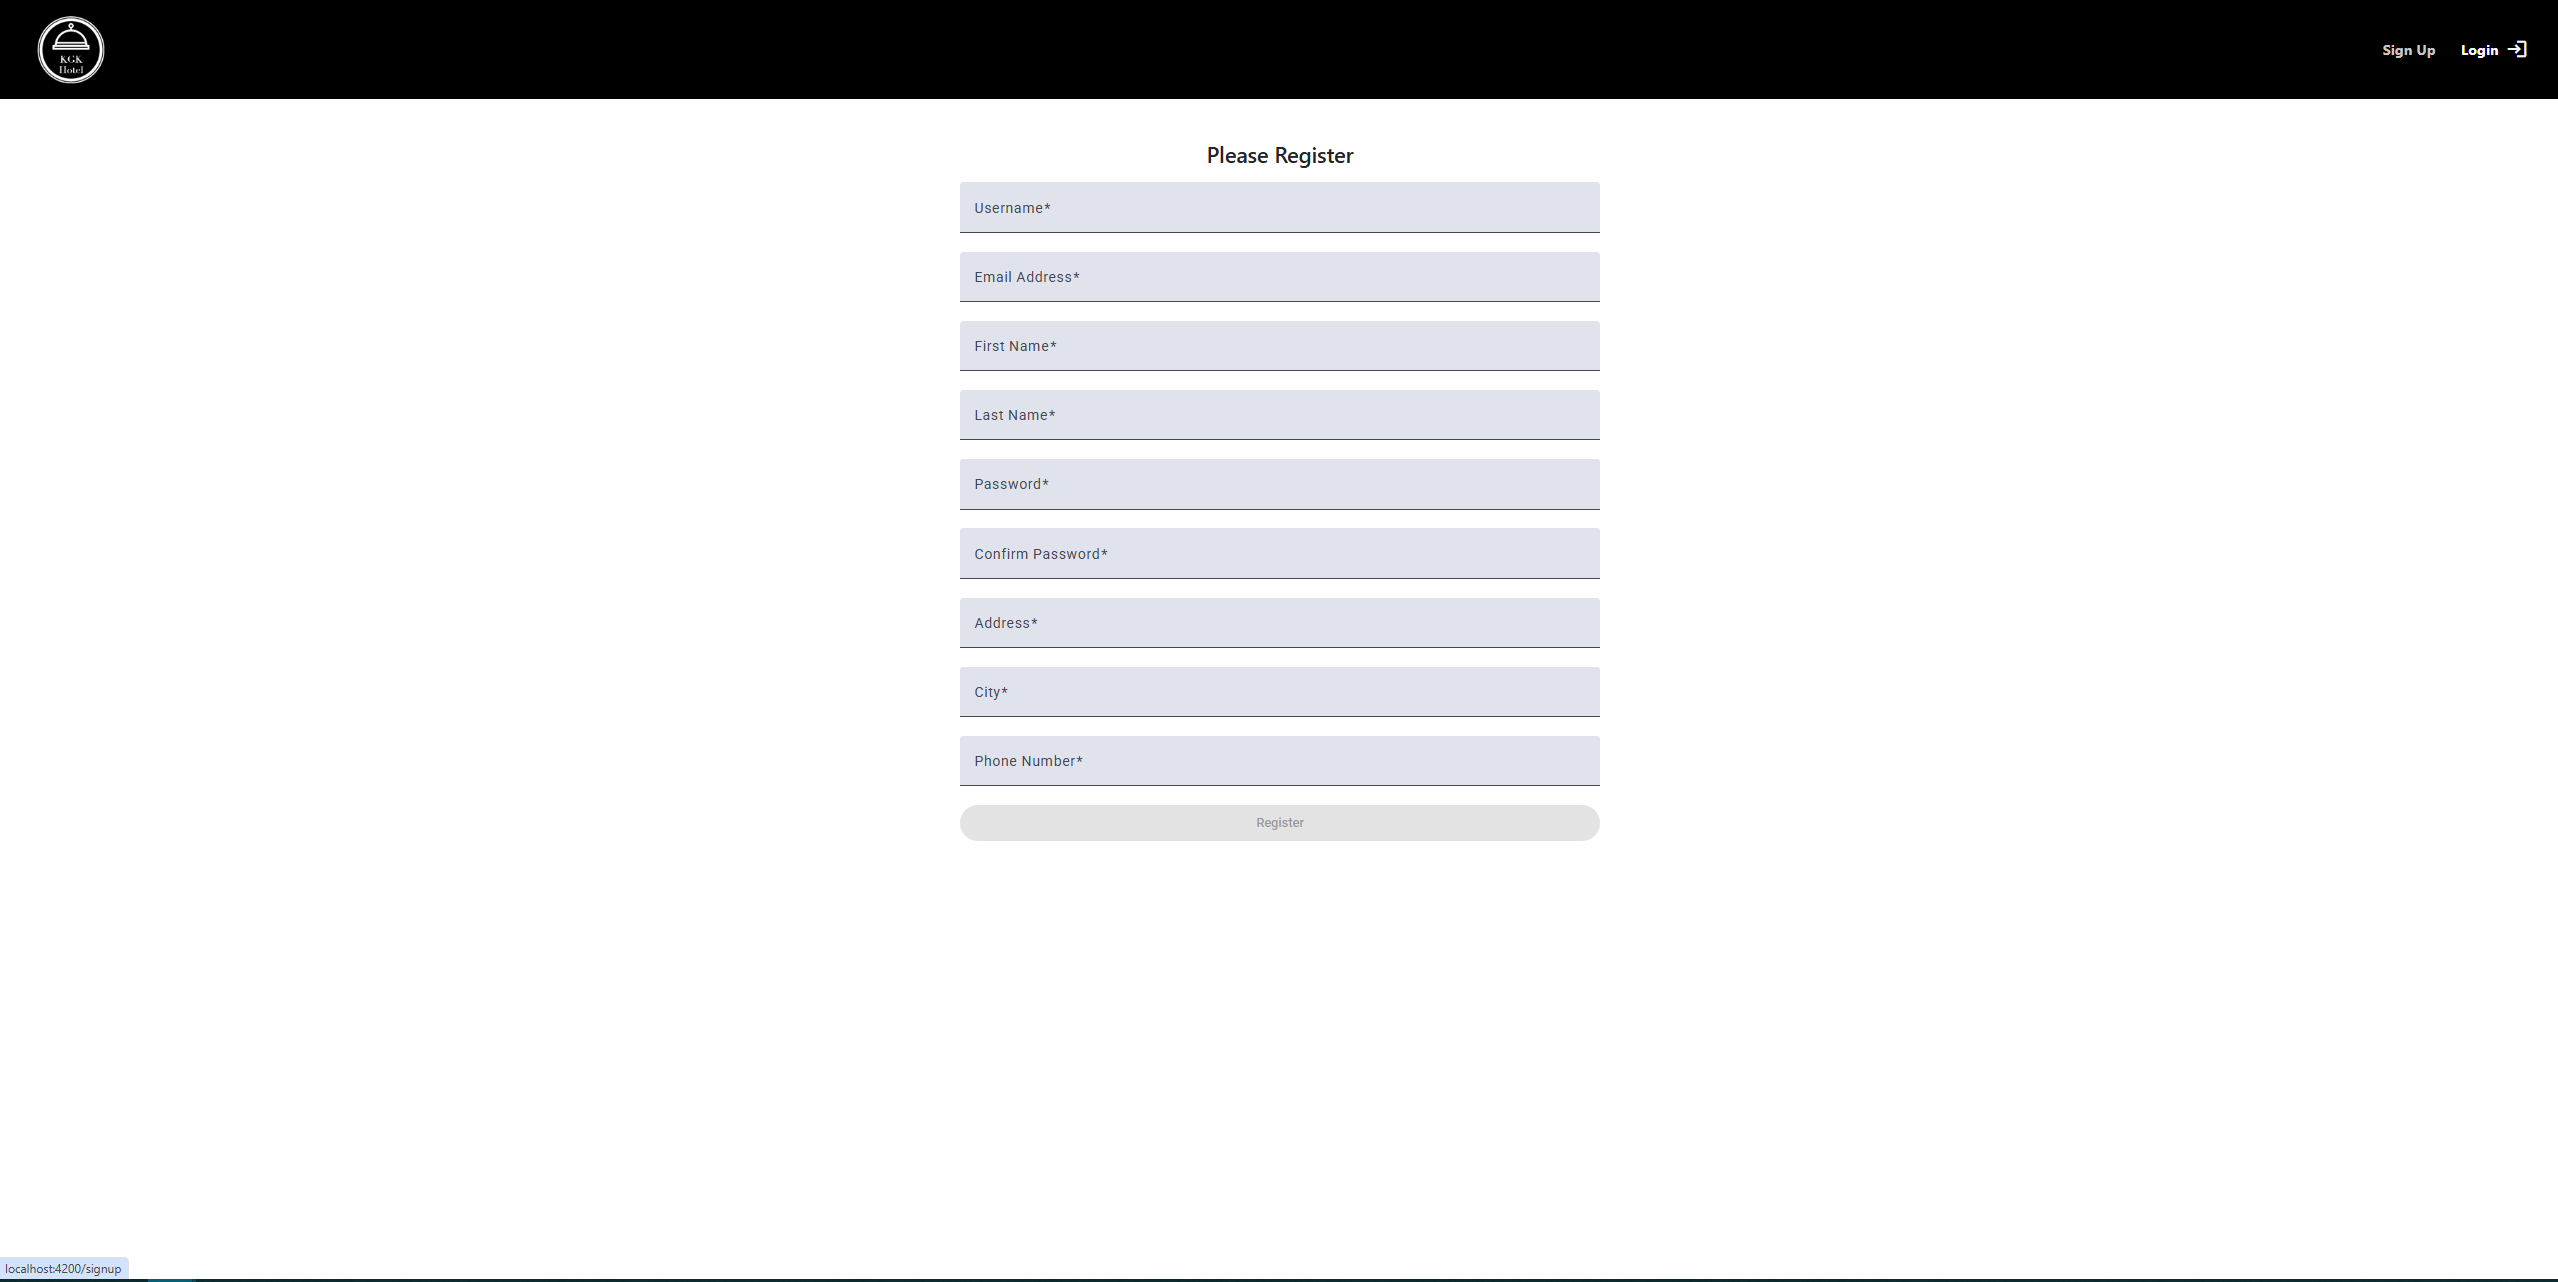 KGK
Hotel
Sign Up
Login
Please Register
Username*
Email Address*
First Name*
Last Name*
Password*
Confirm Password*
Address*
City*
Phone Number*
Register
localhost:4200/signup